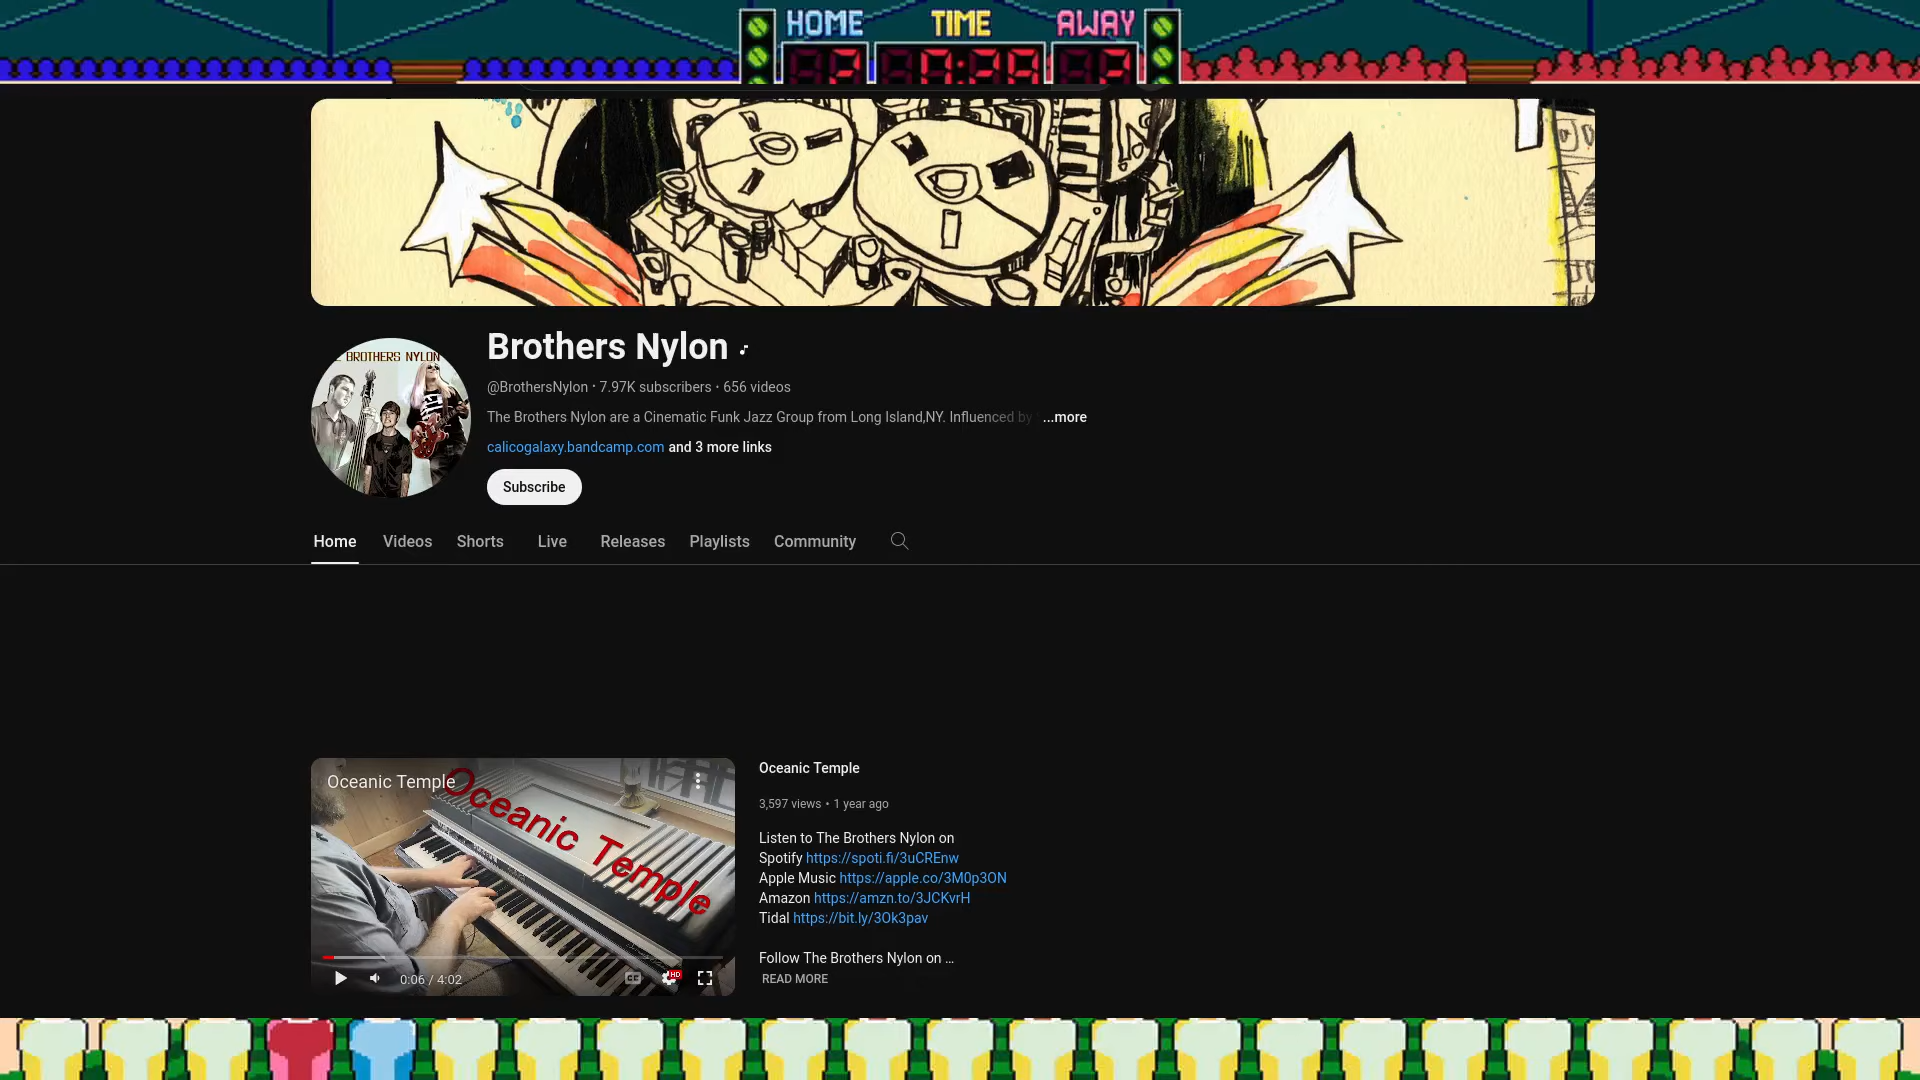 HOME TIME AWAY
Brothers Nylon
@BrothersNylon • 7.97K subscribers • 656 videos
The Brothers Nylon are a Cinematic Funk Jazz Group from Long Island,NY. Influenced by ...more
calicogalaxy.bandcamp.com and 3 more links
BROTHERS NYLON
Subscribe
Home Videos Shorts Live Releases Playlists Community
Oceanic Temple
Oceanic Temple
0:06 / 4:02
CC HD
Oceanic Temple
3,597 views • 1 year ago
Listen to The Brothers Nylon on
Spotify https://spoti.fi/3uCREnw
Apple Music https://apple.co/3M0p3ON
Amazon https://amzn.to/3JCKvrH
Tidal https://bit.ly/3Ok3pav
Follow The Brothers Nylon on ...
READ MORE